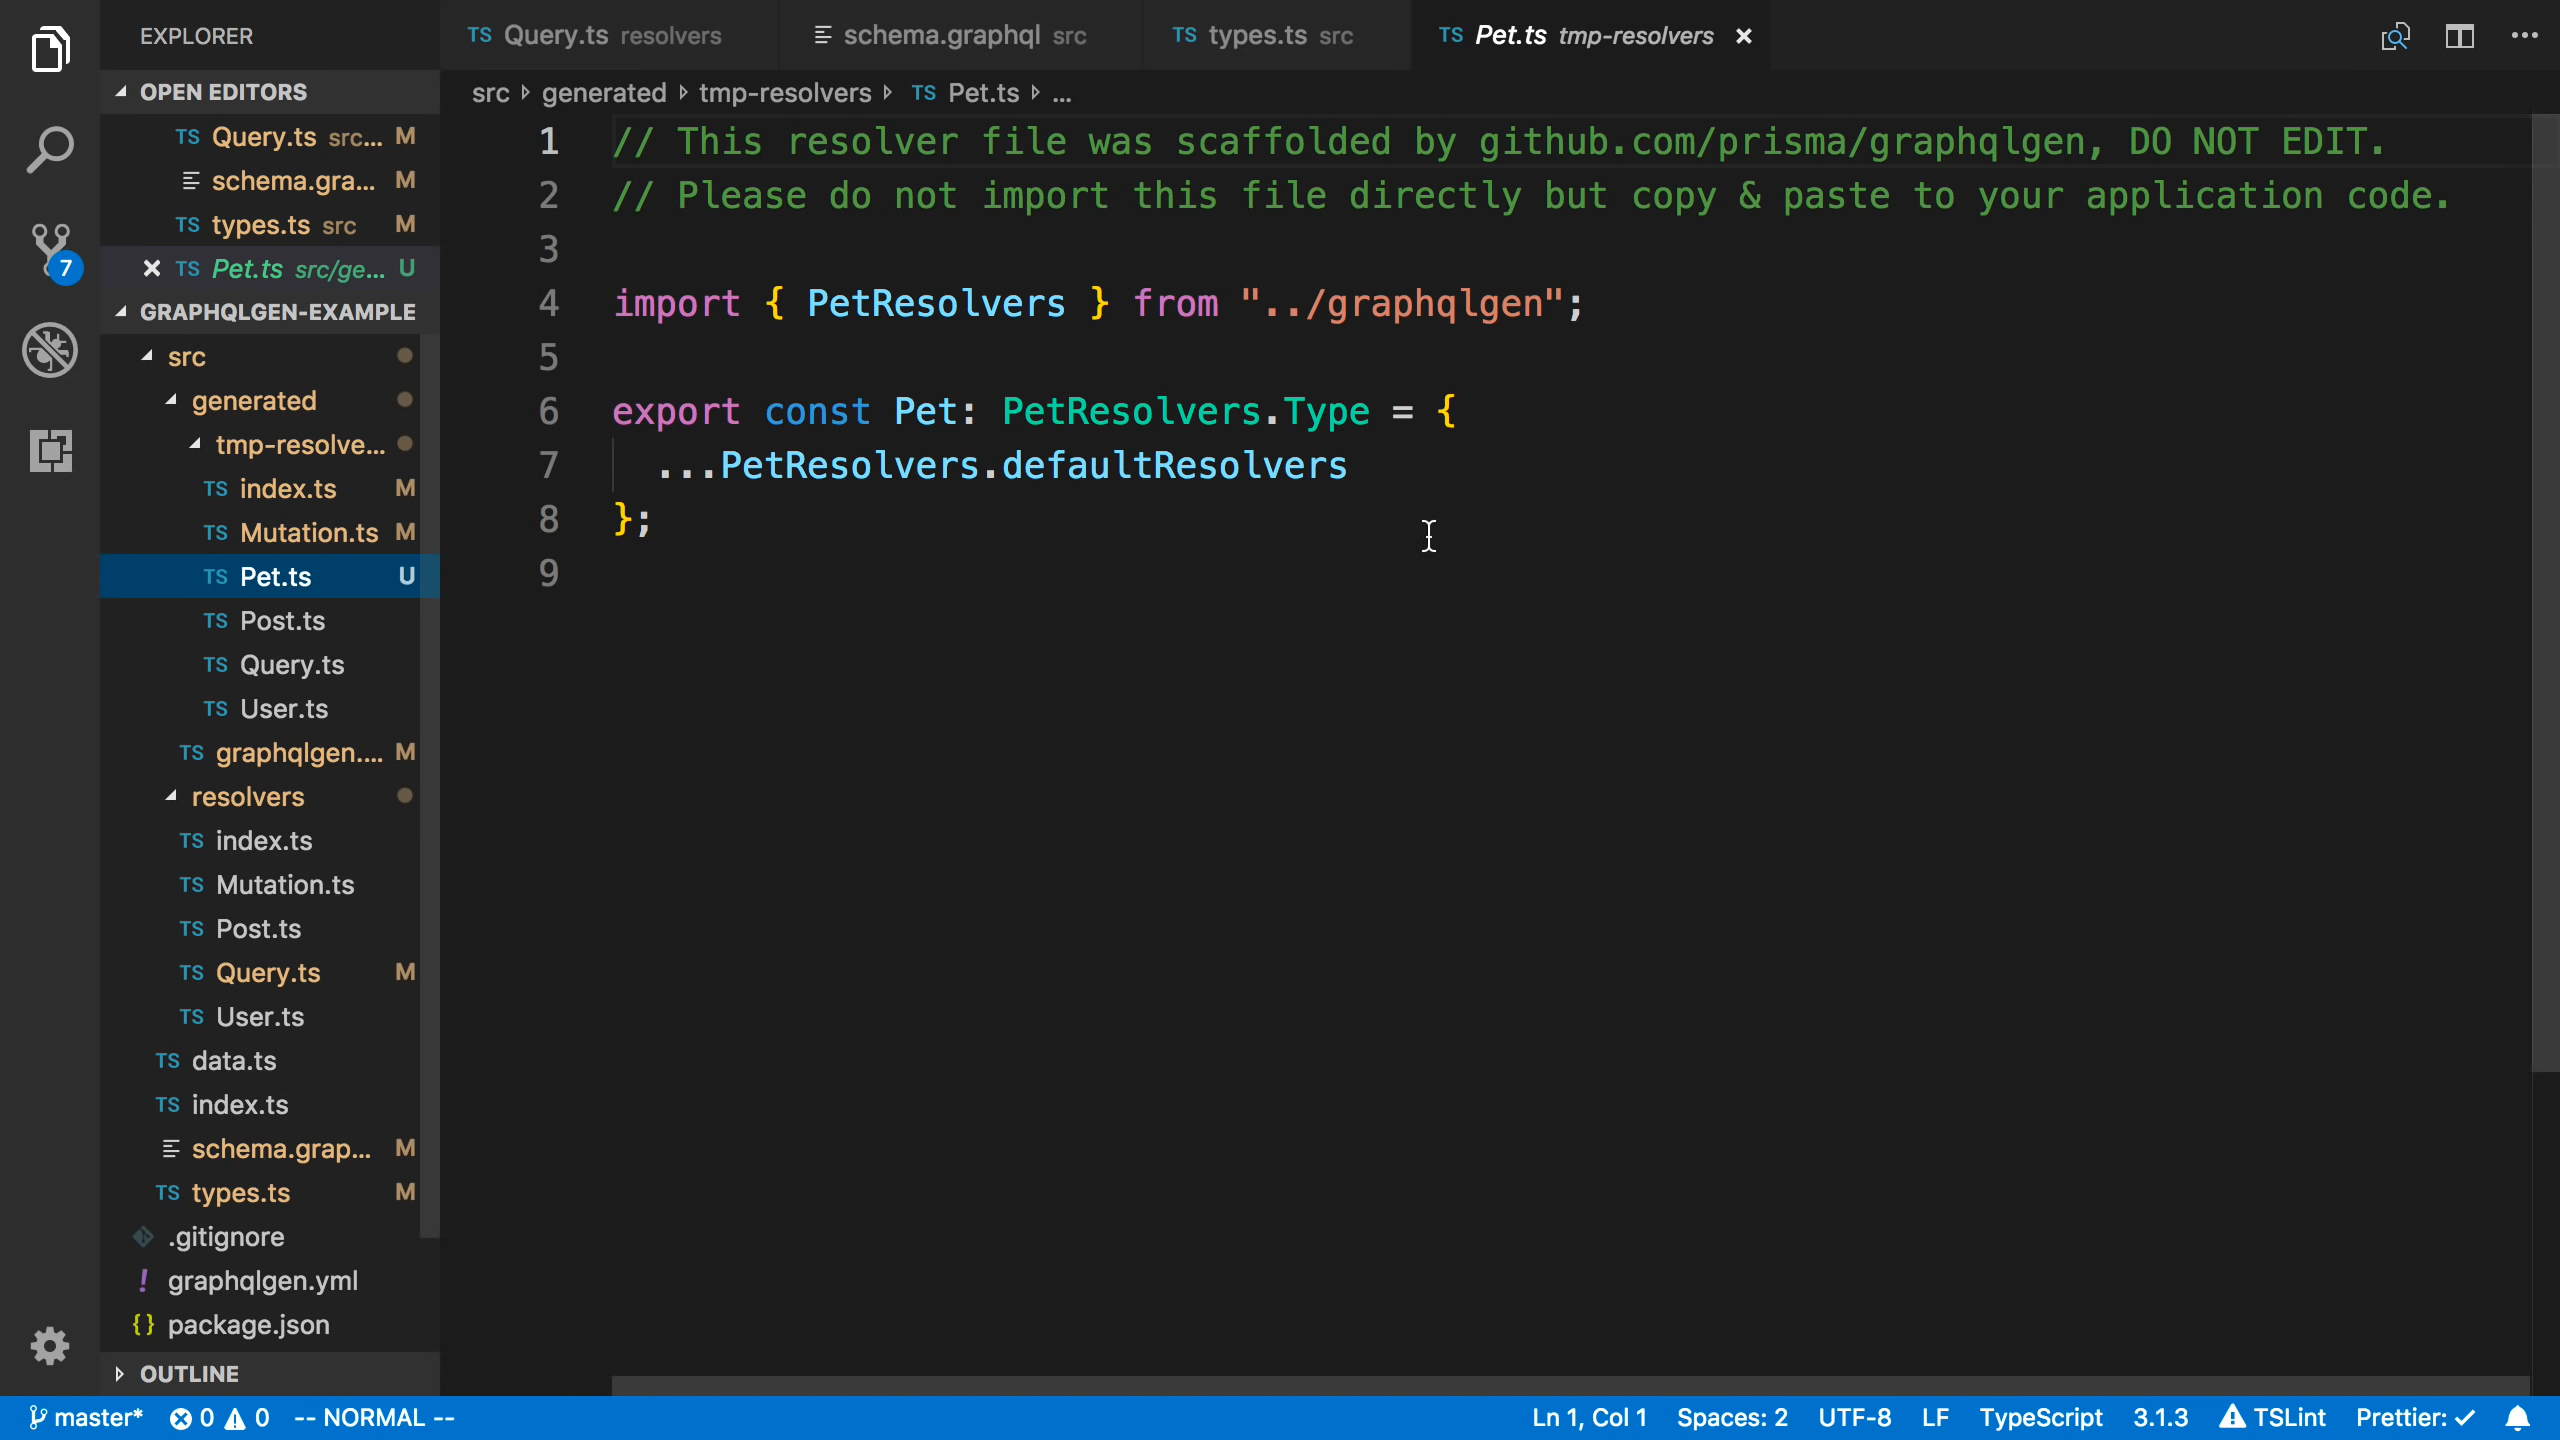 EXPLORER
OPEN EDITORS
TS Query.ts src... M
schema.gra... M
TS types.ts src M
TS Pet.ts src/ge... U
GRAPHQLGEN-EXAMPLE
src
generated
tmp-resolve...
TS index.ts M
TS Mutation.ts M
TS Pet.ts U
TS Post.ts
TS Query.ts
TS User.ts
TS graphqlgen.... M
resolvers
TS index.ts
TS Mutation.ts
TS Post.ts
TS Query.ts M
TS User.ts
TS data.ts
TS index.ts
schema.grap... M
TS types.ts M
.gitignore
! graphqlgen.yml
{} package.json
OUTLINE
7
TS Query.ts resolvers
schema.graphql src
TS types.ts src
TS Pet.ts tmp-resolvers
src generated tmp-resolvers TS Pet.ts ...
1 // This resolver file was scaffolded by github.com/prisma/graphqlgen, DO NOT EDIT.
2 // Please do not import this file directly but copy & paste to your application code.
3
4 import { PetResolvers } from "../graphqlgen";
5
6 export const Pet: PetResolvers.Type = {
7 ...PetResolvers.defaultResolvers
8 };
9
master* 0 0 -- NORMAL -- Ln 1, Col 1 Spaces: 2 UTF-8 LF TypeScript 3.1.3 TSLint Prettier: ✓